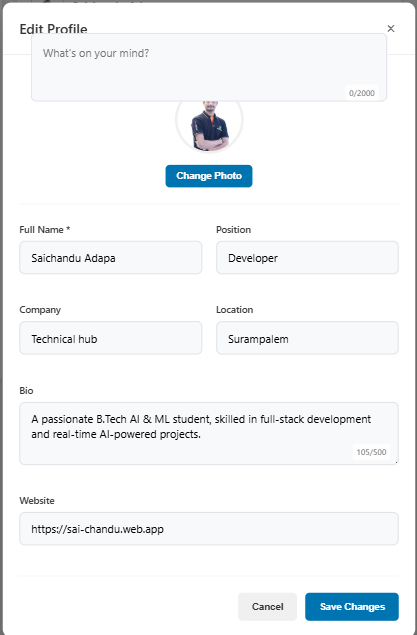 Edit Profile
×
What's on your mind?
0/2000
Change Photo
Full Name *
Position
Saichandu Adapa
Developer
Company
Location
Technical hub
Surampalem
Bio
A passionate B.Tech AI & ML student, skilled in full-stack development
and real-time AI-powered projects.
105/500
Website
https://sai-chandu.web.app
Cancel
Save Changes